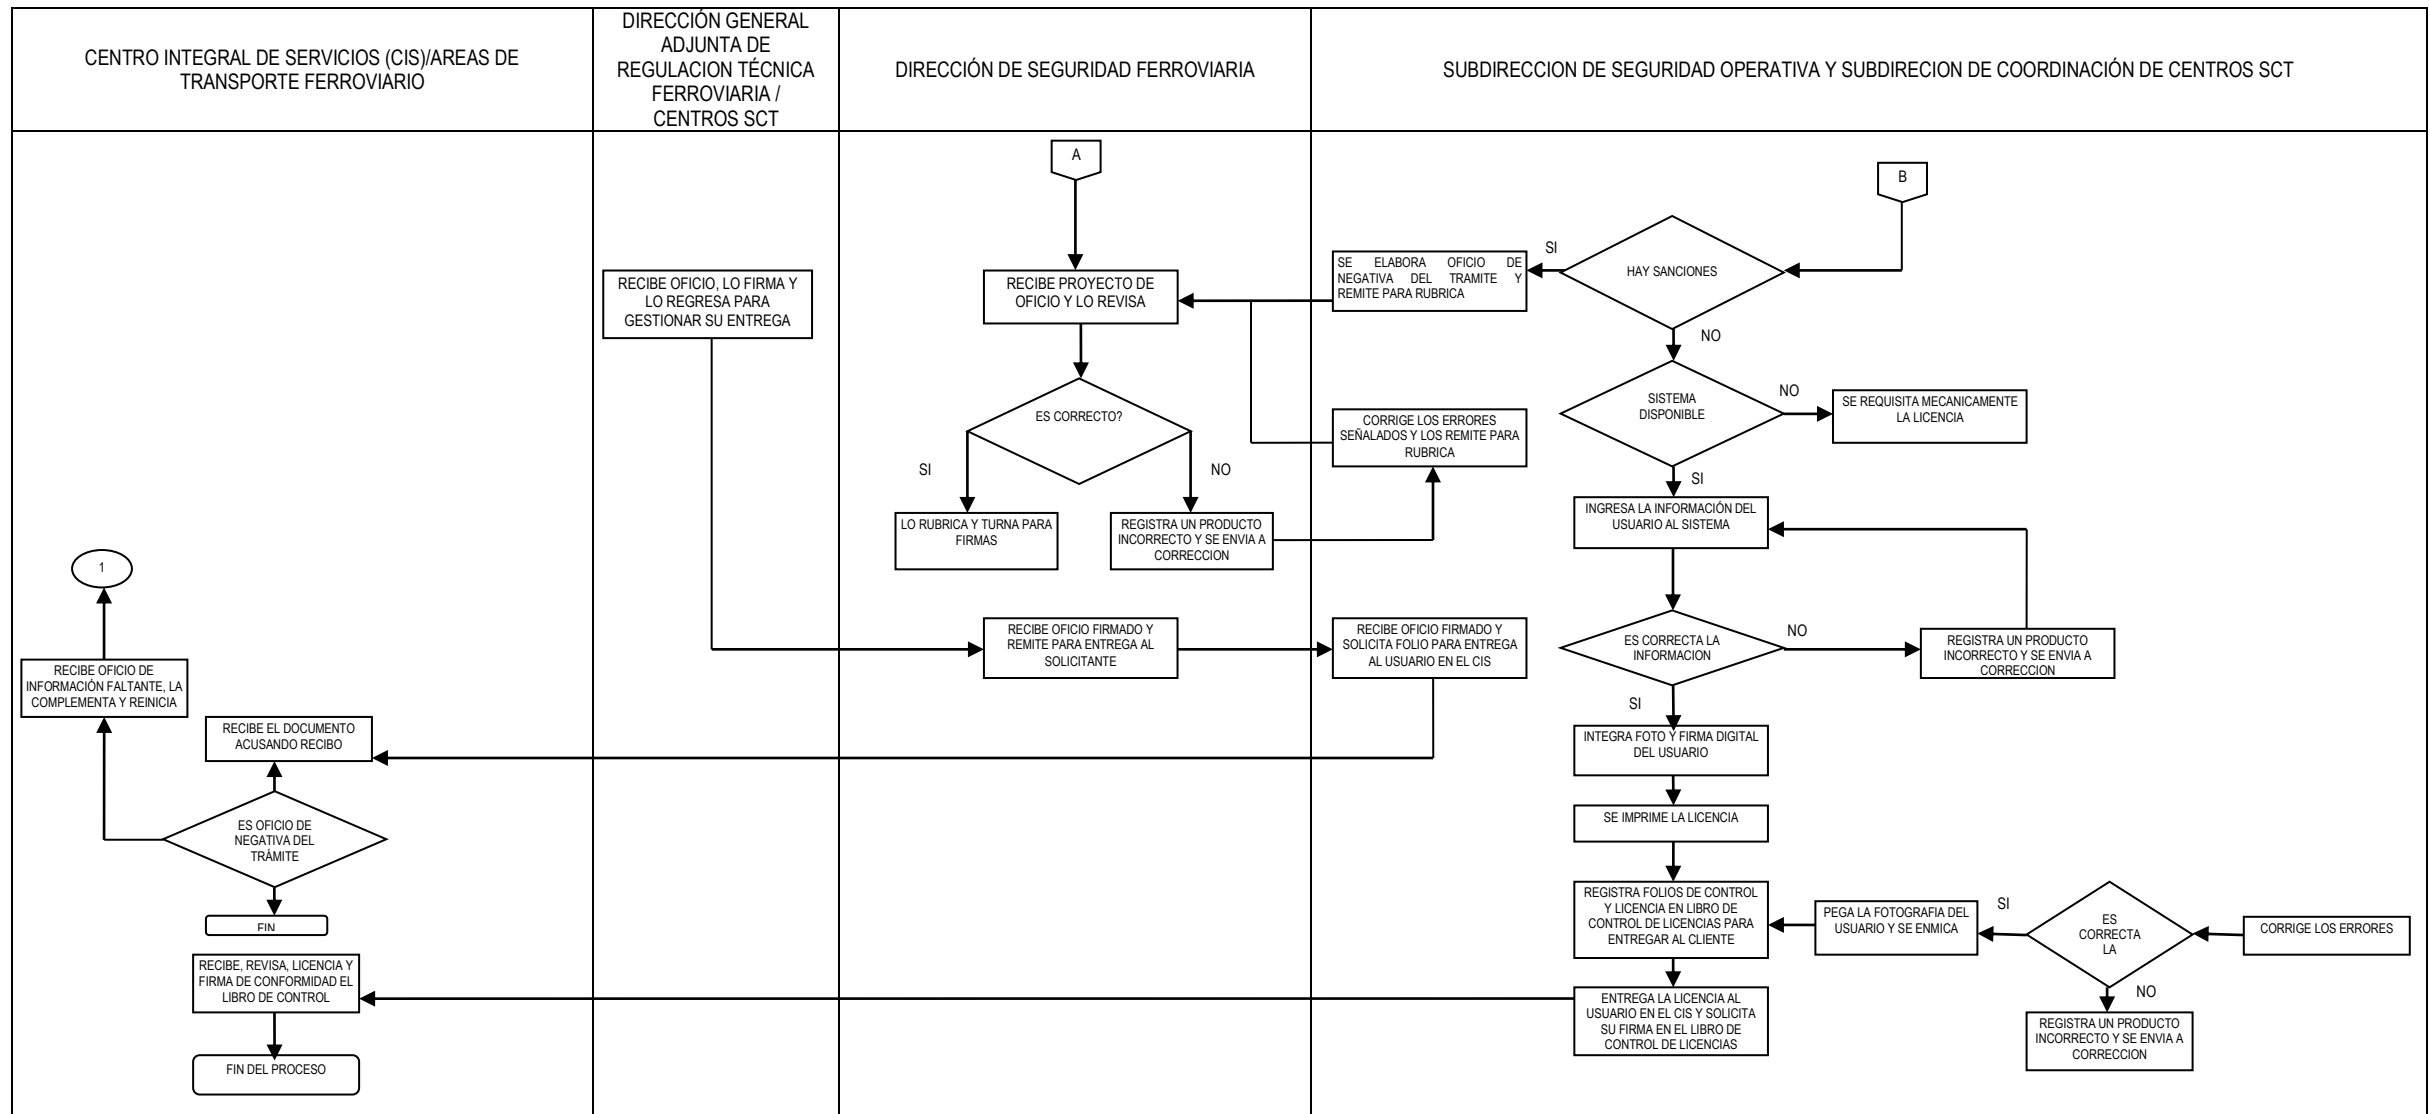 CENTRO INTEGRAL DE SERVICIOS (CIS)/AREAS DE
TRANSPORTE FERROVIARIO
DIRECCIÓN GENERAL
ADJUNTA DE
REGULACION TÉCNICA
FERROVIARIA /
CENTROS SCT
DIRECCIÓN DE SEGURIDAD FERROVIARIA
SUBDIRECCION DE SEGURIDAD OPERATIVA Y SUBDIRECION DE COORDINACIÓN DE CENTROS SCT
1
RECIBE OFICIO DE
INFORMACIÓN FALTANTE, LA
COMPLEMENTA Y REINICIA
RECIBE EL DOCUMENTO
ACUSANDO RECIBO
ES OFICIO DE
NEGATIVA DEL
TRÁMITE
FIN
RECIBE, REVISA, LICENCIA Y
FIRMA DE CONFORMIDAD EL
LIBRO DE CONTROL
FIN DEL PROCESO
RECIBE OFICIO, LO FIRMA Y
LO REGRESA PARA
GESTIONAR SU ENTREGA
A
RECIBE PROYECTO DE
OFICIO Y LO REVISA
ES CORRECTO?
SI
NO
LO RUBRICA Y TURNA PARA
FIRMAS
REGISTRA UN PRODUCTO
INCORRECTO Y SE ENVIA A
CORRECCION
RECIBE OFICIO FIRMADO Y
REMITE PARA ENTREGA AL
SOLICITANTE
B
HAY SANCIONES
SI
SE ELABORA OFICIO DE
NEGATIVA DEL TRAMITE Y
REMITE PARA RUBRICA
NO
SISTEMA
DISPONIBLE
NO
SE REQUISITA MECANICAMENTE
LA LICENCIA
CORRIGE LOS ERRORES
SEÑALADOS Y LOS REMITE PARA
RUBRICA
SI
INGRESA LA INFORMACIÓN DEL
USUARIO AL SISTEMA
RECIBE OFICIO FIRMADO Y
SOLICITA FOLIO PARA ENTREGA
AL USUARIO EN EL CIS
ES CORRECTA LA
INFORMACION
NO
REGISTRA UN PRODUCTO
INCORRECTO Y SE ENVIA A
CORRECCION
SI
INTEGRA FOTO Y FIRMA DIGITAL
DEL USUARIO
SE IMPRIME LA LICENCIA
REGISTRA FOLIOS DE CONTROL
Y LICENCIA EN LIBRO DE
CONTROL DE LICENCIAS PARA
ENTREGAR AL CLIENTE
PEGA LA FOTOGRAFIA DEL
USUARIO Y SE ENMICA
SI
ES
CORRECTA
LA
CORRIGE LOS ERRORES
NO
REGISTRA UN PRODUCTO
INCORRECTO Y SE ENVIA A
CORRECCION
ENTREGA LA LICENCIA AL
USUARIO EN EL CIS Y SOLICITA
SU FIRMA EN EL LIBRO DE
CONTROL DE LICENCIAS